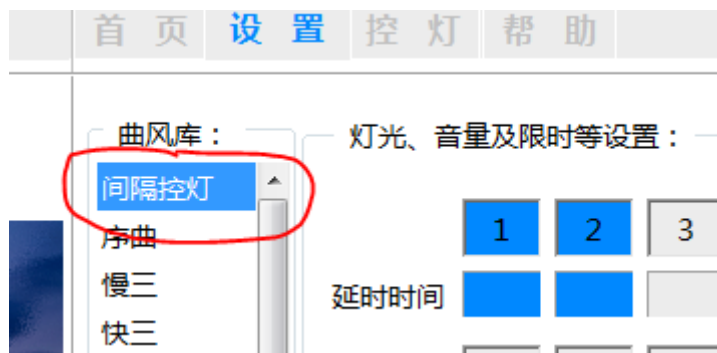 首页 设置 控灯 帮助
曲风库： 灯光、音量及限时等设置：
间隔控灯
1 2 3
序曲
慢三
延时时间
快三